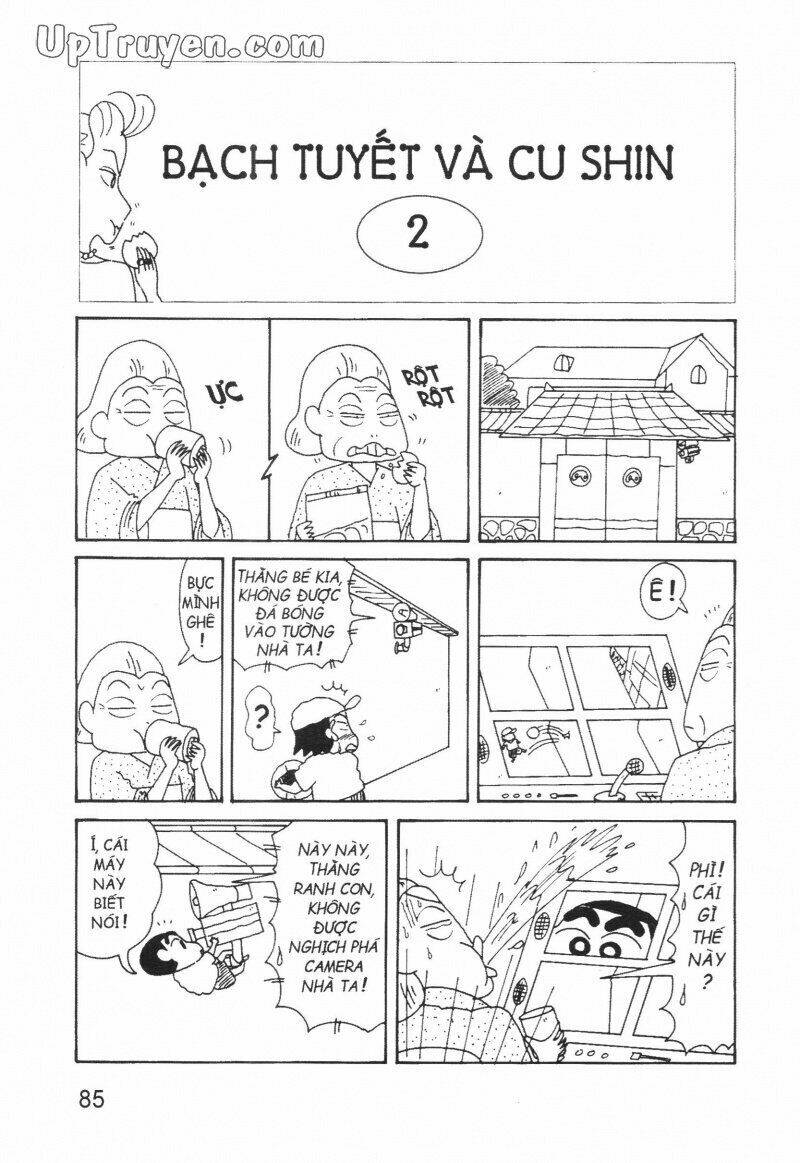 UpTruyen.com
BẠCH TUYẾT VÀ CU SHIN
2
RỘT
RỘT
ỰC
Ê!
THẰNG BÉ KIA,
KHÔNG ĐƯỢC
ĐÁ BÓNG
VÀO TƯỜNG
NHÀ TA!
?
BỰC
MÌNH
GHÊ
!
PHÌ!
CÁI
GÌ
THẾ
NÀY
?
NÀY NÀY,
THẰNG
RANH CON,
KHÔNG
ĐƯỢC
NGHỊCH PHÁ
CAMERA
NHÀ TA!
Í, CÁI
MÁY
NÀY
BIẾT
NÓI!
85